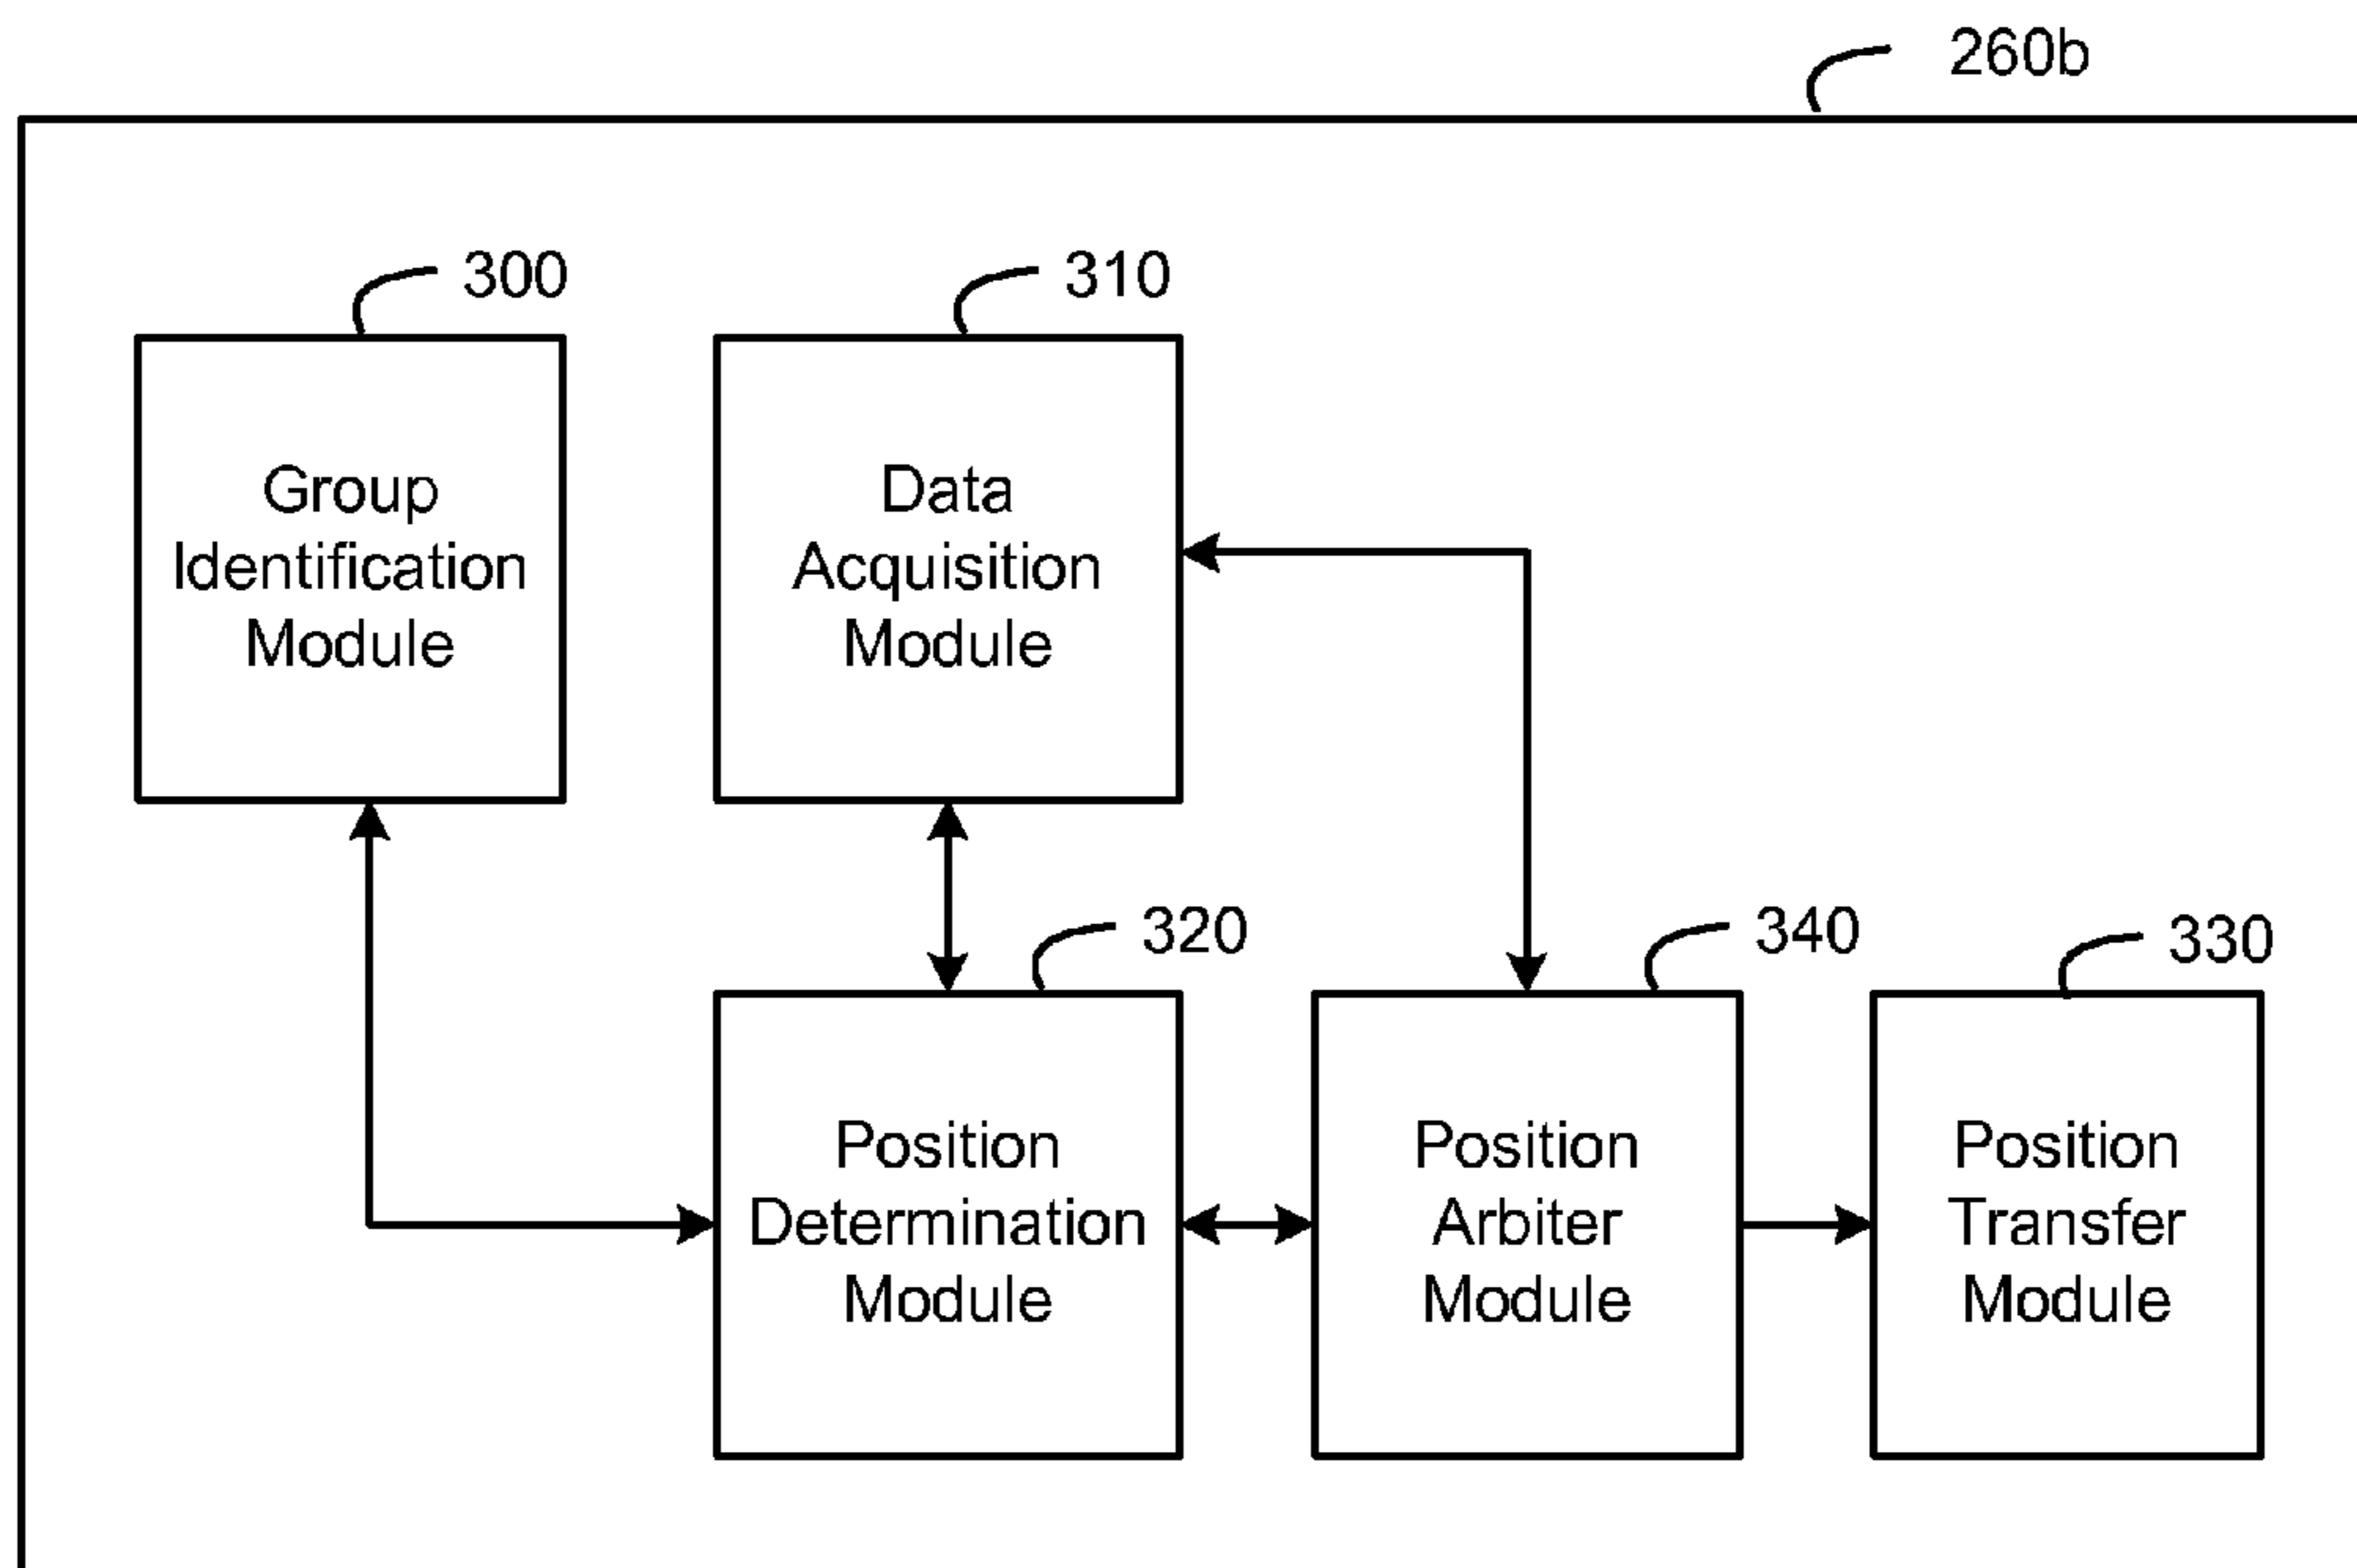 260b
300
310
Group
Identification
Module
Data
Acquisition
Module
320
340
330
Position
Determination
Module
Position
Arbiter
Module
Position
Transfer
Module